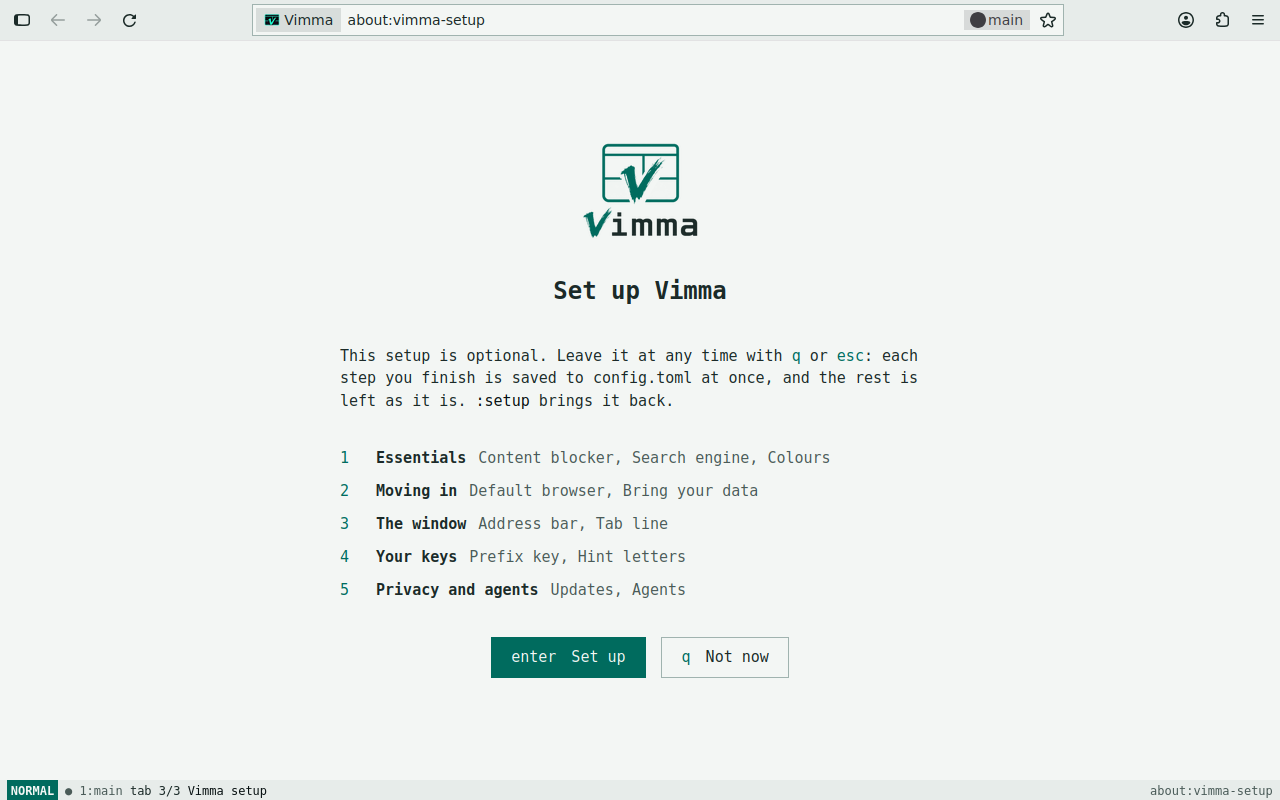 Vimma about:vimma-setup main
Vimma
Set up Vimma
This setup is optional. Leave it at any time with q or esc: each
step you finish is saved to config.toml at once, and the rest is
left as it is. :setup brings it back.
1 Essentials Content blocker, Search engine, Colours
2 Moving in Default browser, Bring your data
3 The window Address bar, Tab line
4 Your keys Prefix key, Hint letters
5 Privacy and agents Updates, Agents
enter Set up q Not now
NORMAL ● 1:main tab 3/3 Vimma setup about:vimma-setup